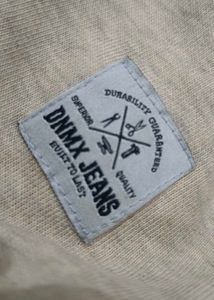 DURABILITY GUARANTEED
SUPERIOR QUALITY
DNMX JEANS
BUILT TO LAST